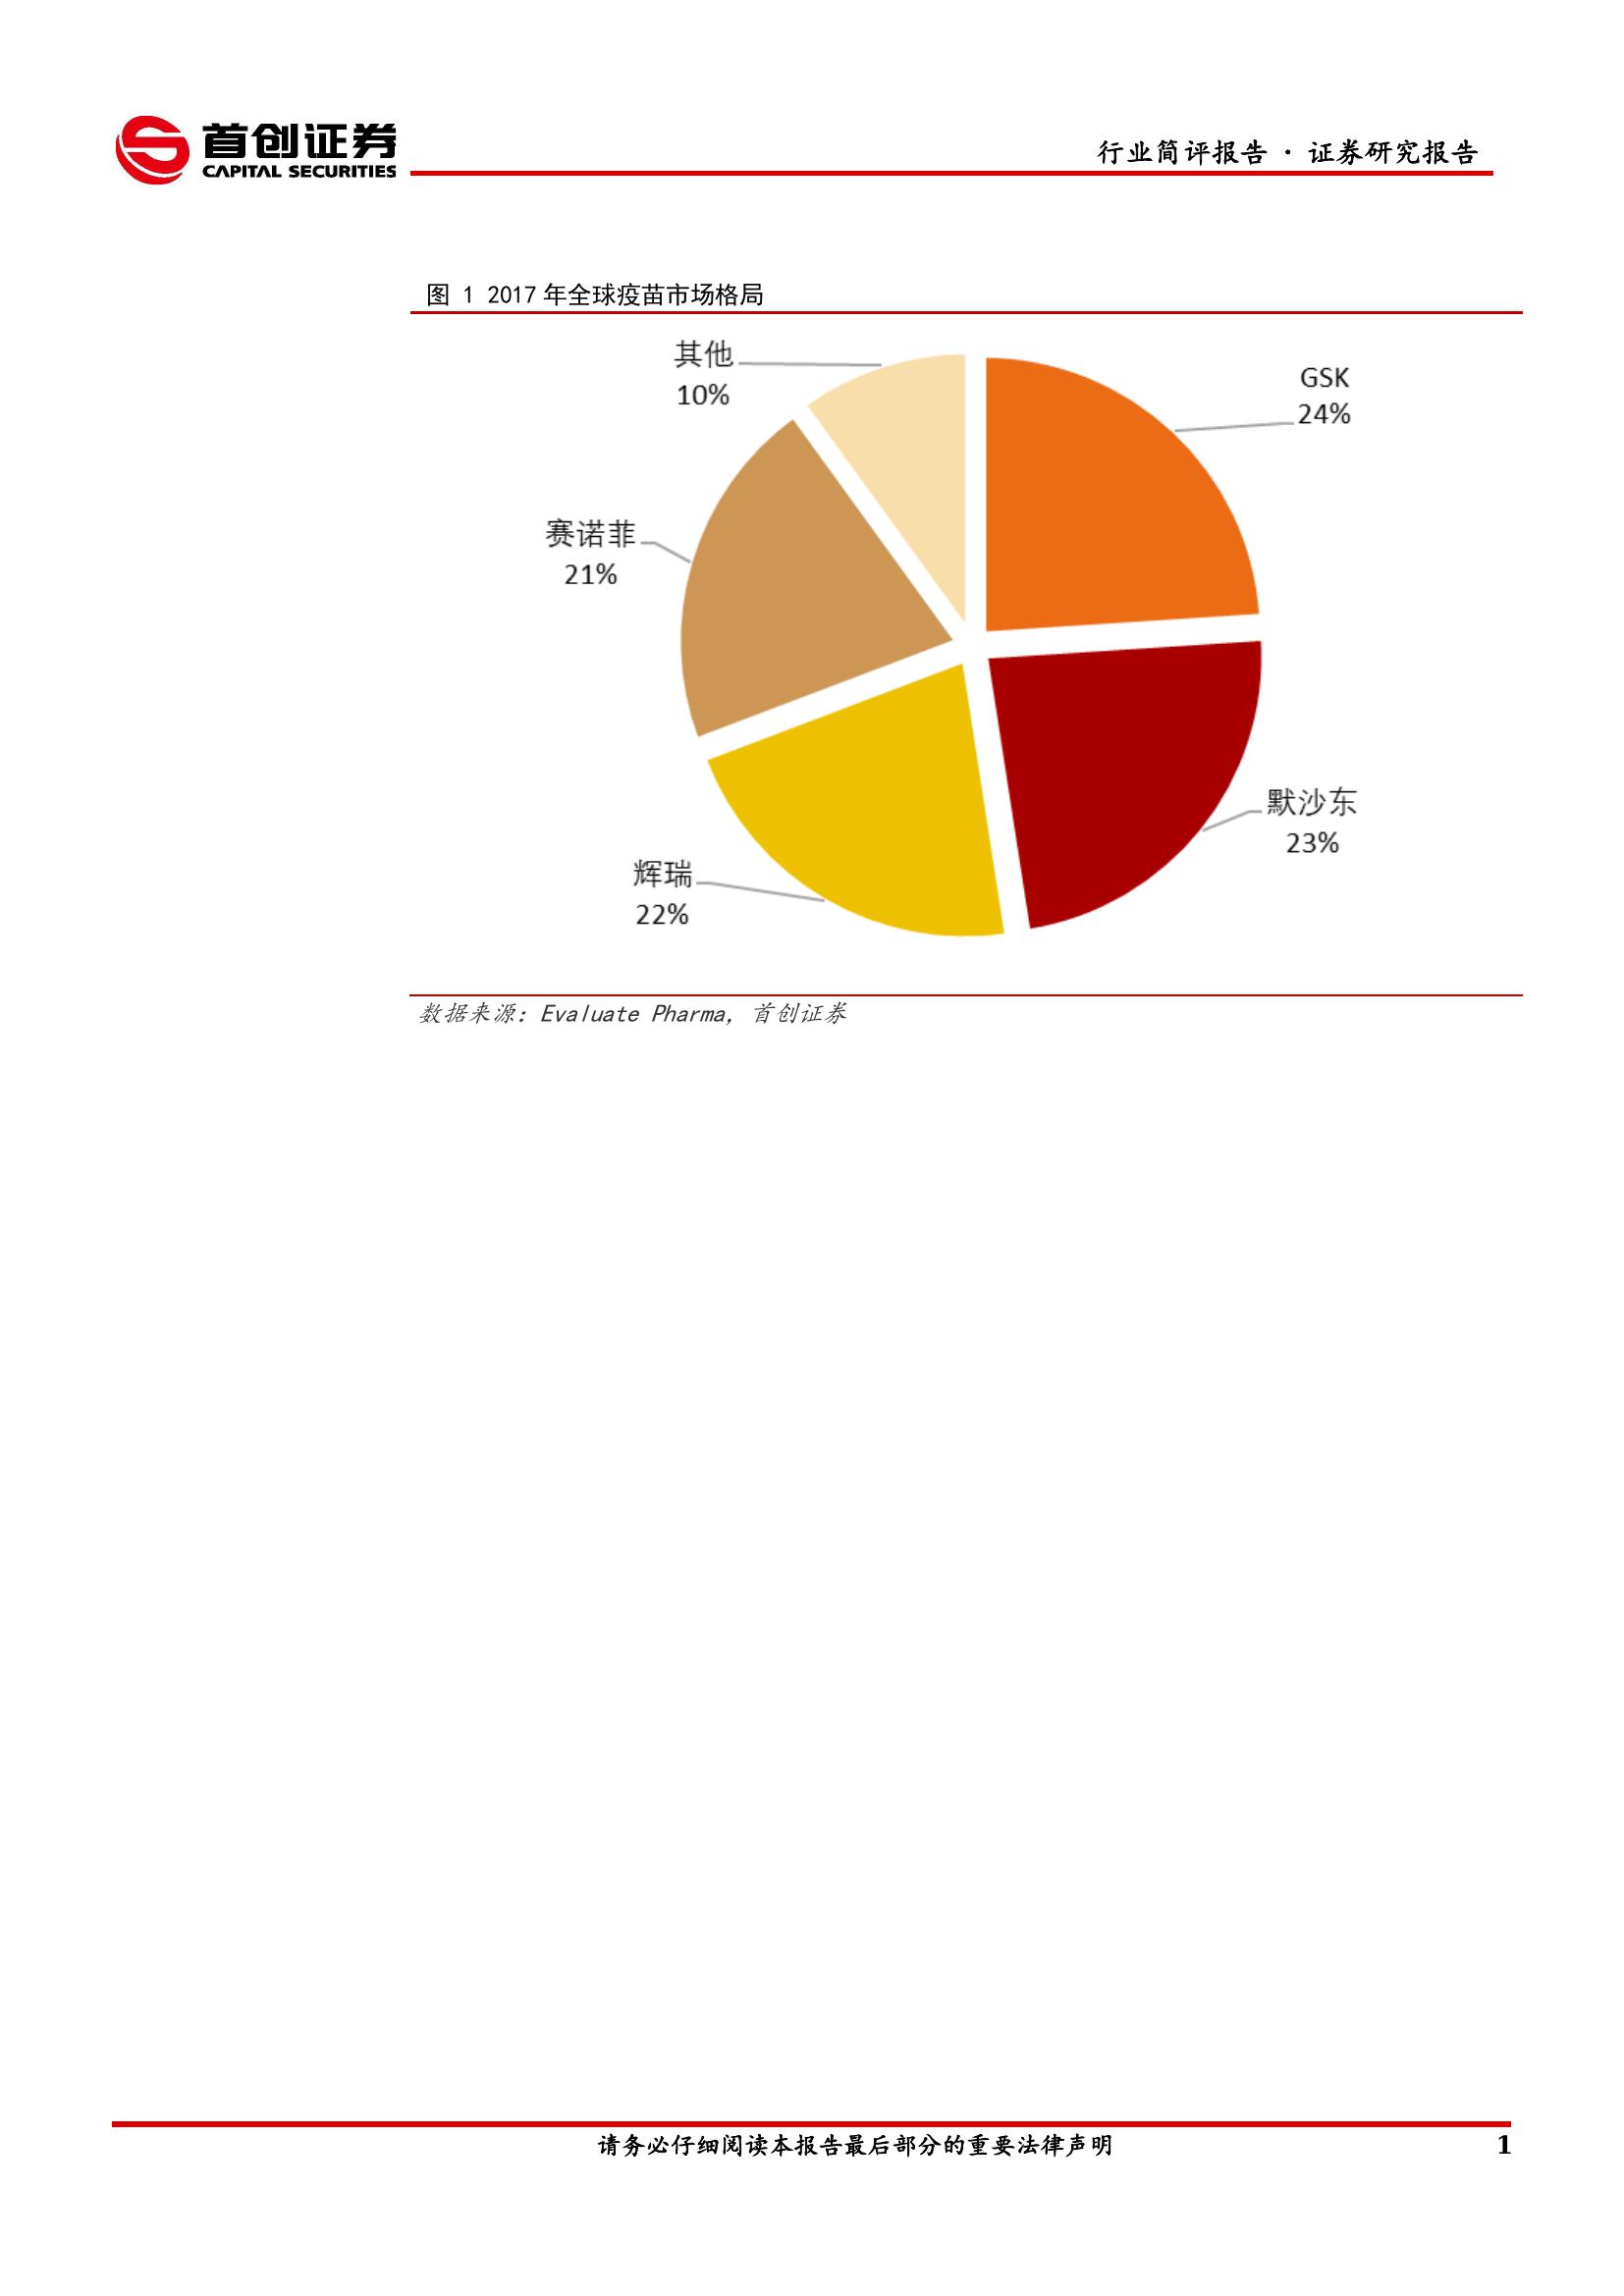 首创证券
CAPITAL SECURITIES
行业简评报告 · 证券研究报告
图 1 2017 年全球疫苗市场格局
其他
10%
GSK
24%
赛诺菲
21%
默沙东
23%
辉瑞
22%
数据来源：Evaluate Pharma, 首创证券
请务必仔细阅读本报告最后部分的重要法律声明
1